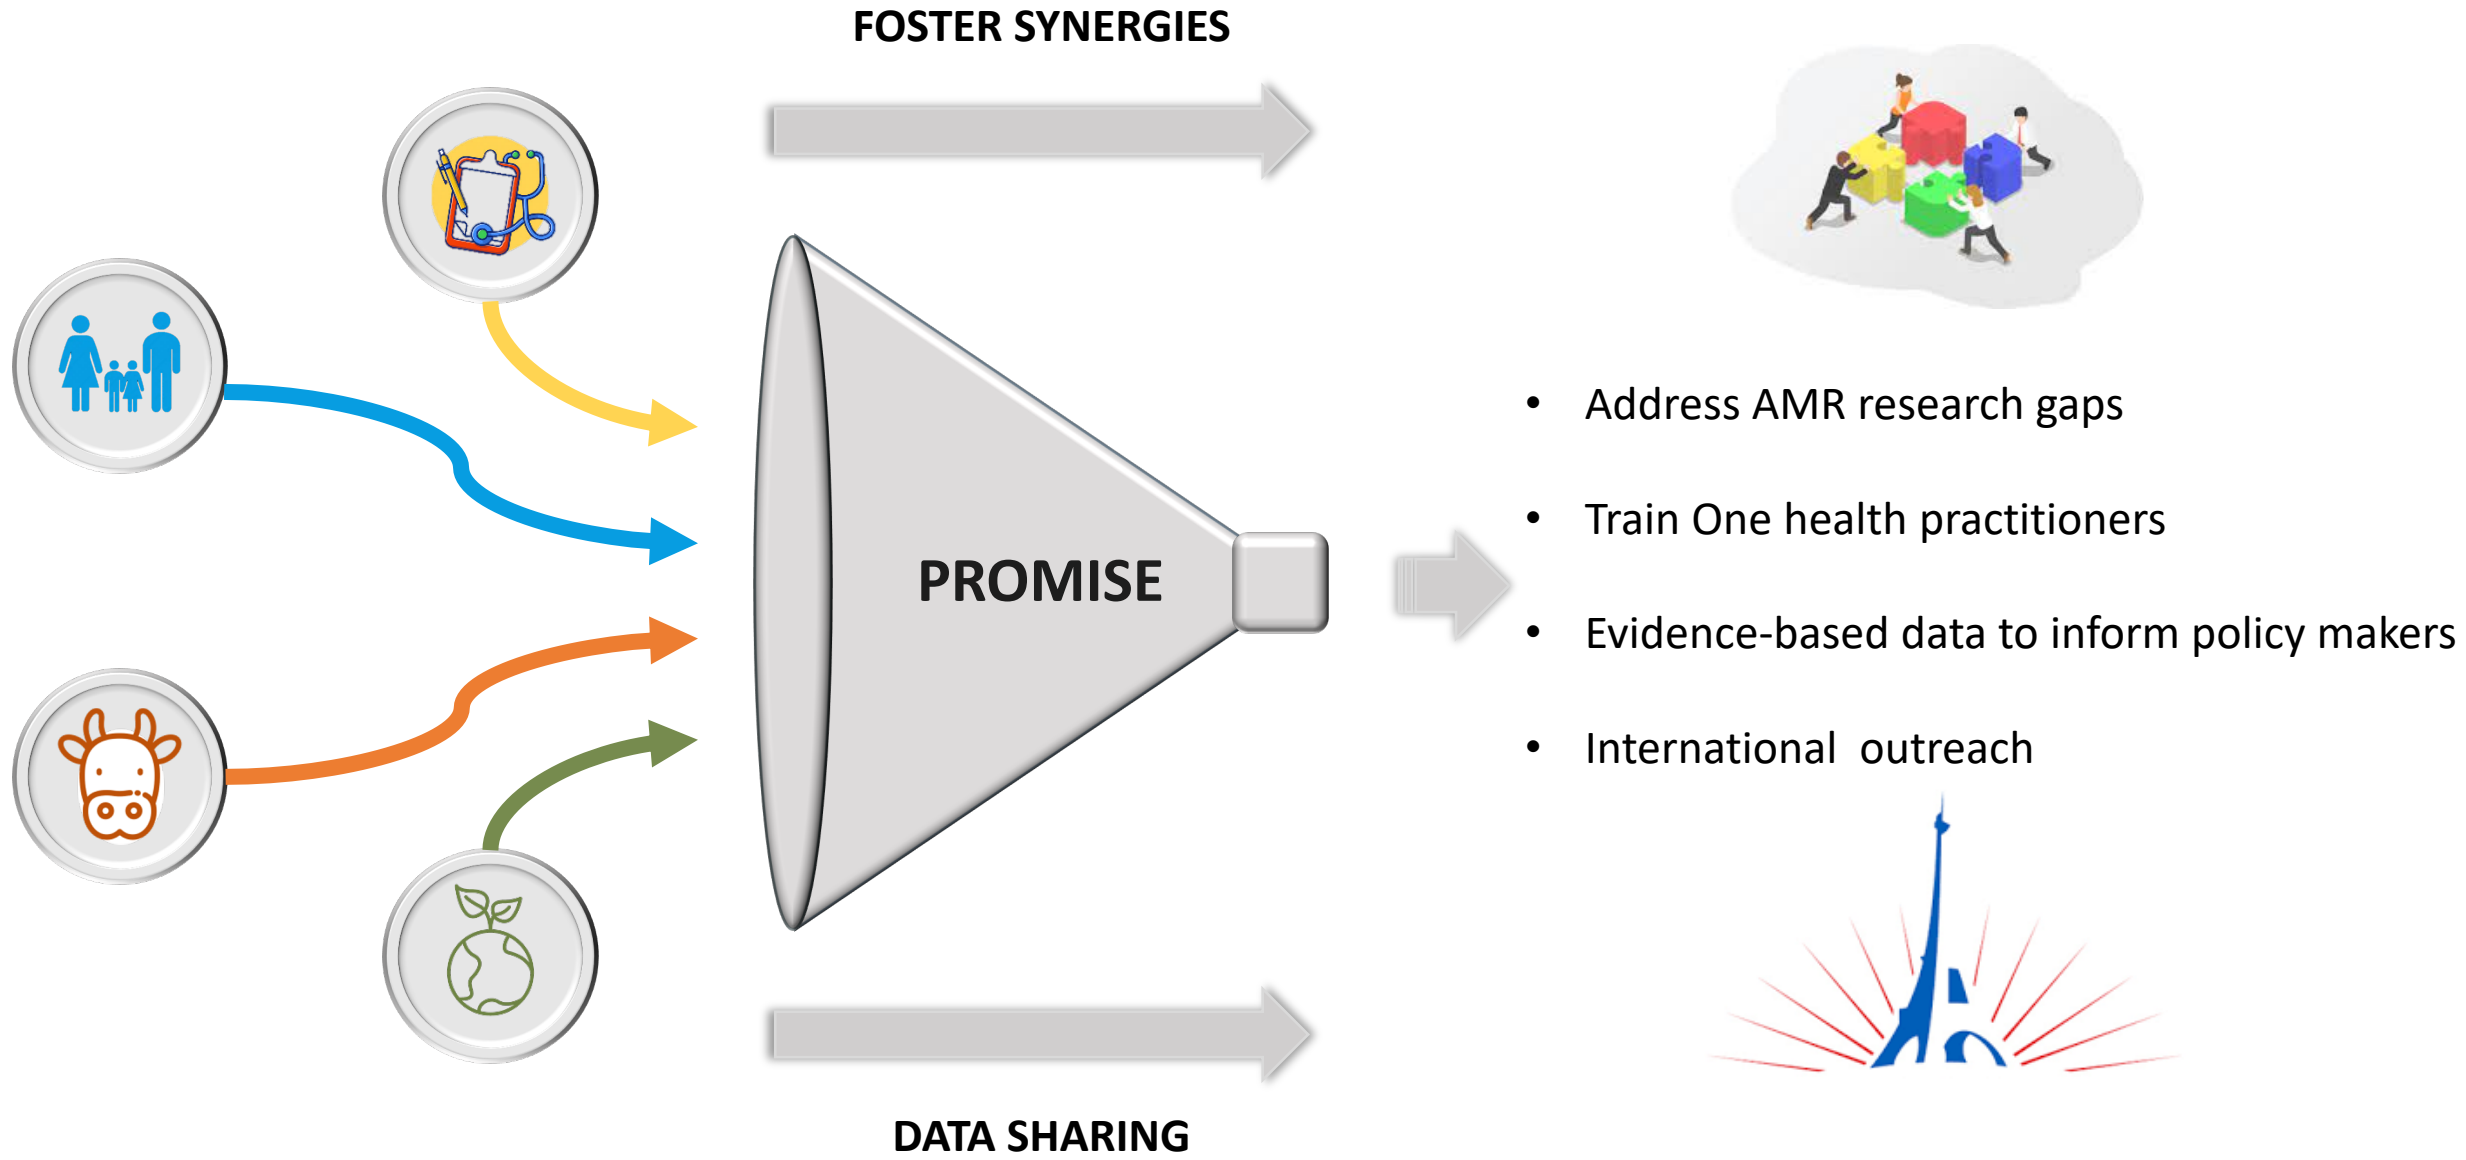 FOSTER SYNERGIES
PROMISE
• Address AMR research gaps
• Train One health practitioners
• Evidence-based data to inform policy makers
• International  outreach
DATA SHARING